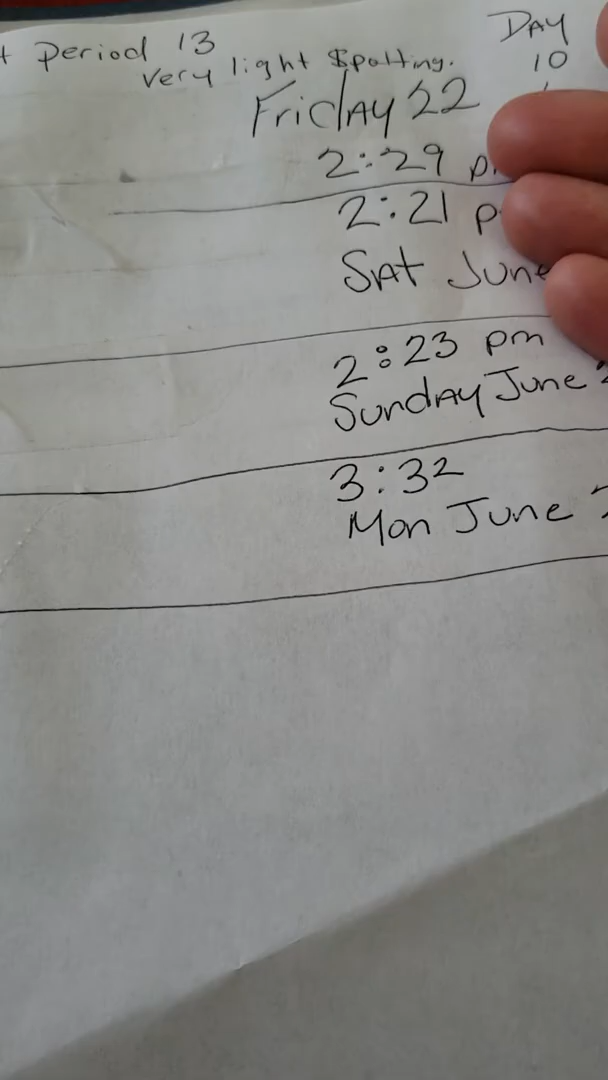 t period 13
very light spotting.
DAY
10
Friday 22
2:29 p
2:21 p
SAt June
2:23 pm
Sunday June
3:32
Mon June